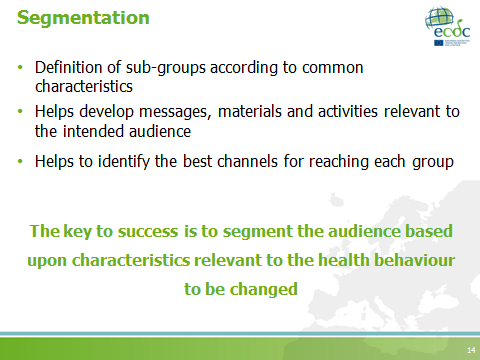 Segmentation
ecdc
• Definition of sub-groups according to common
characteristics
• Helps develop messages, materials and activities relevant to
the intended audience
• Helps to identify the best channels for reaching each group
The key to success is to segment the audience based
upon characteristics relevant to the health behaviour
to be changed
14